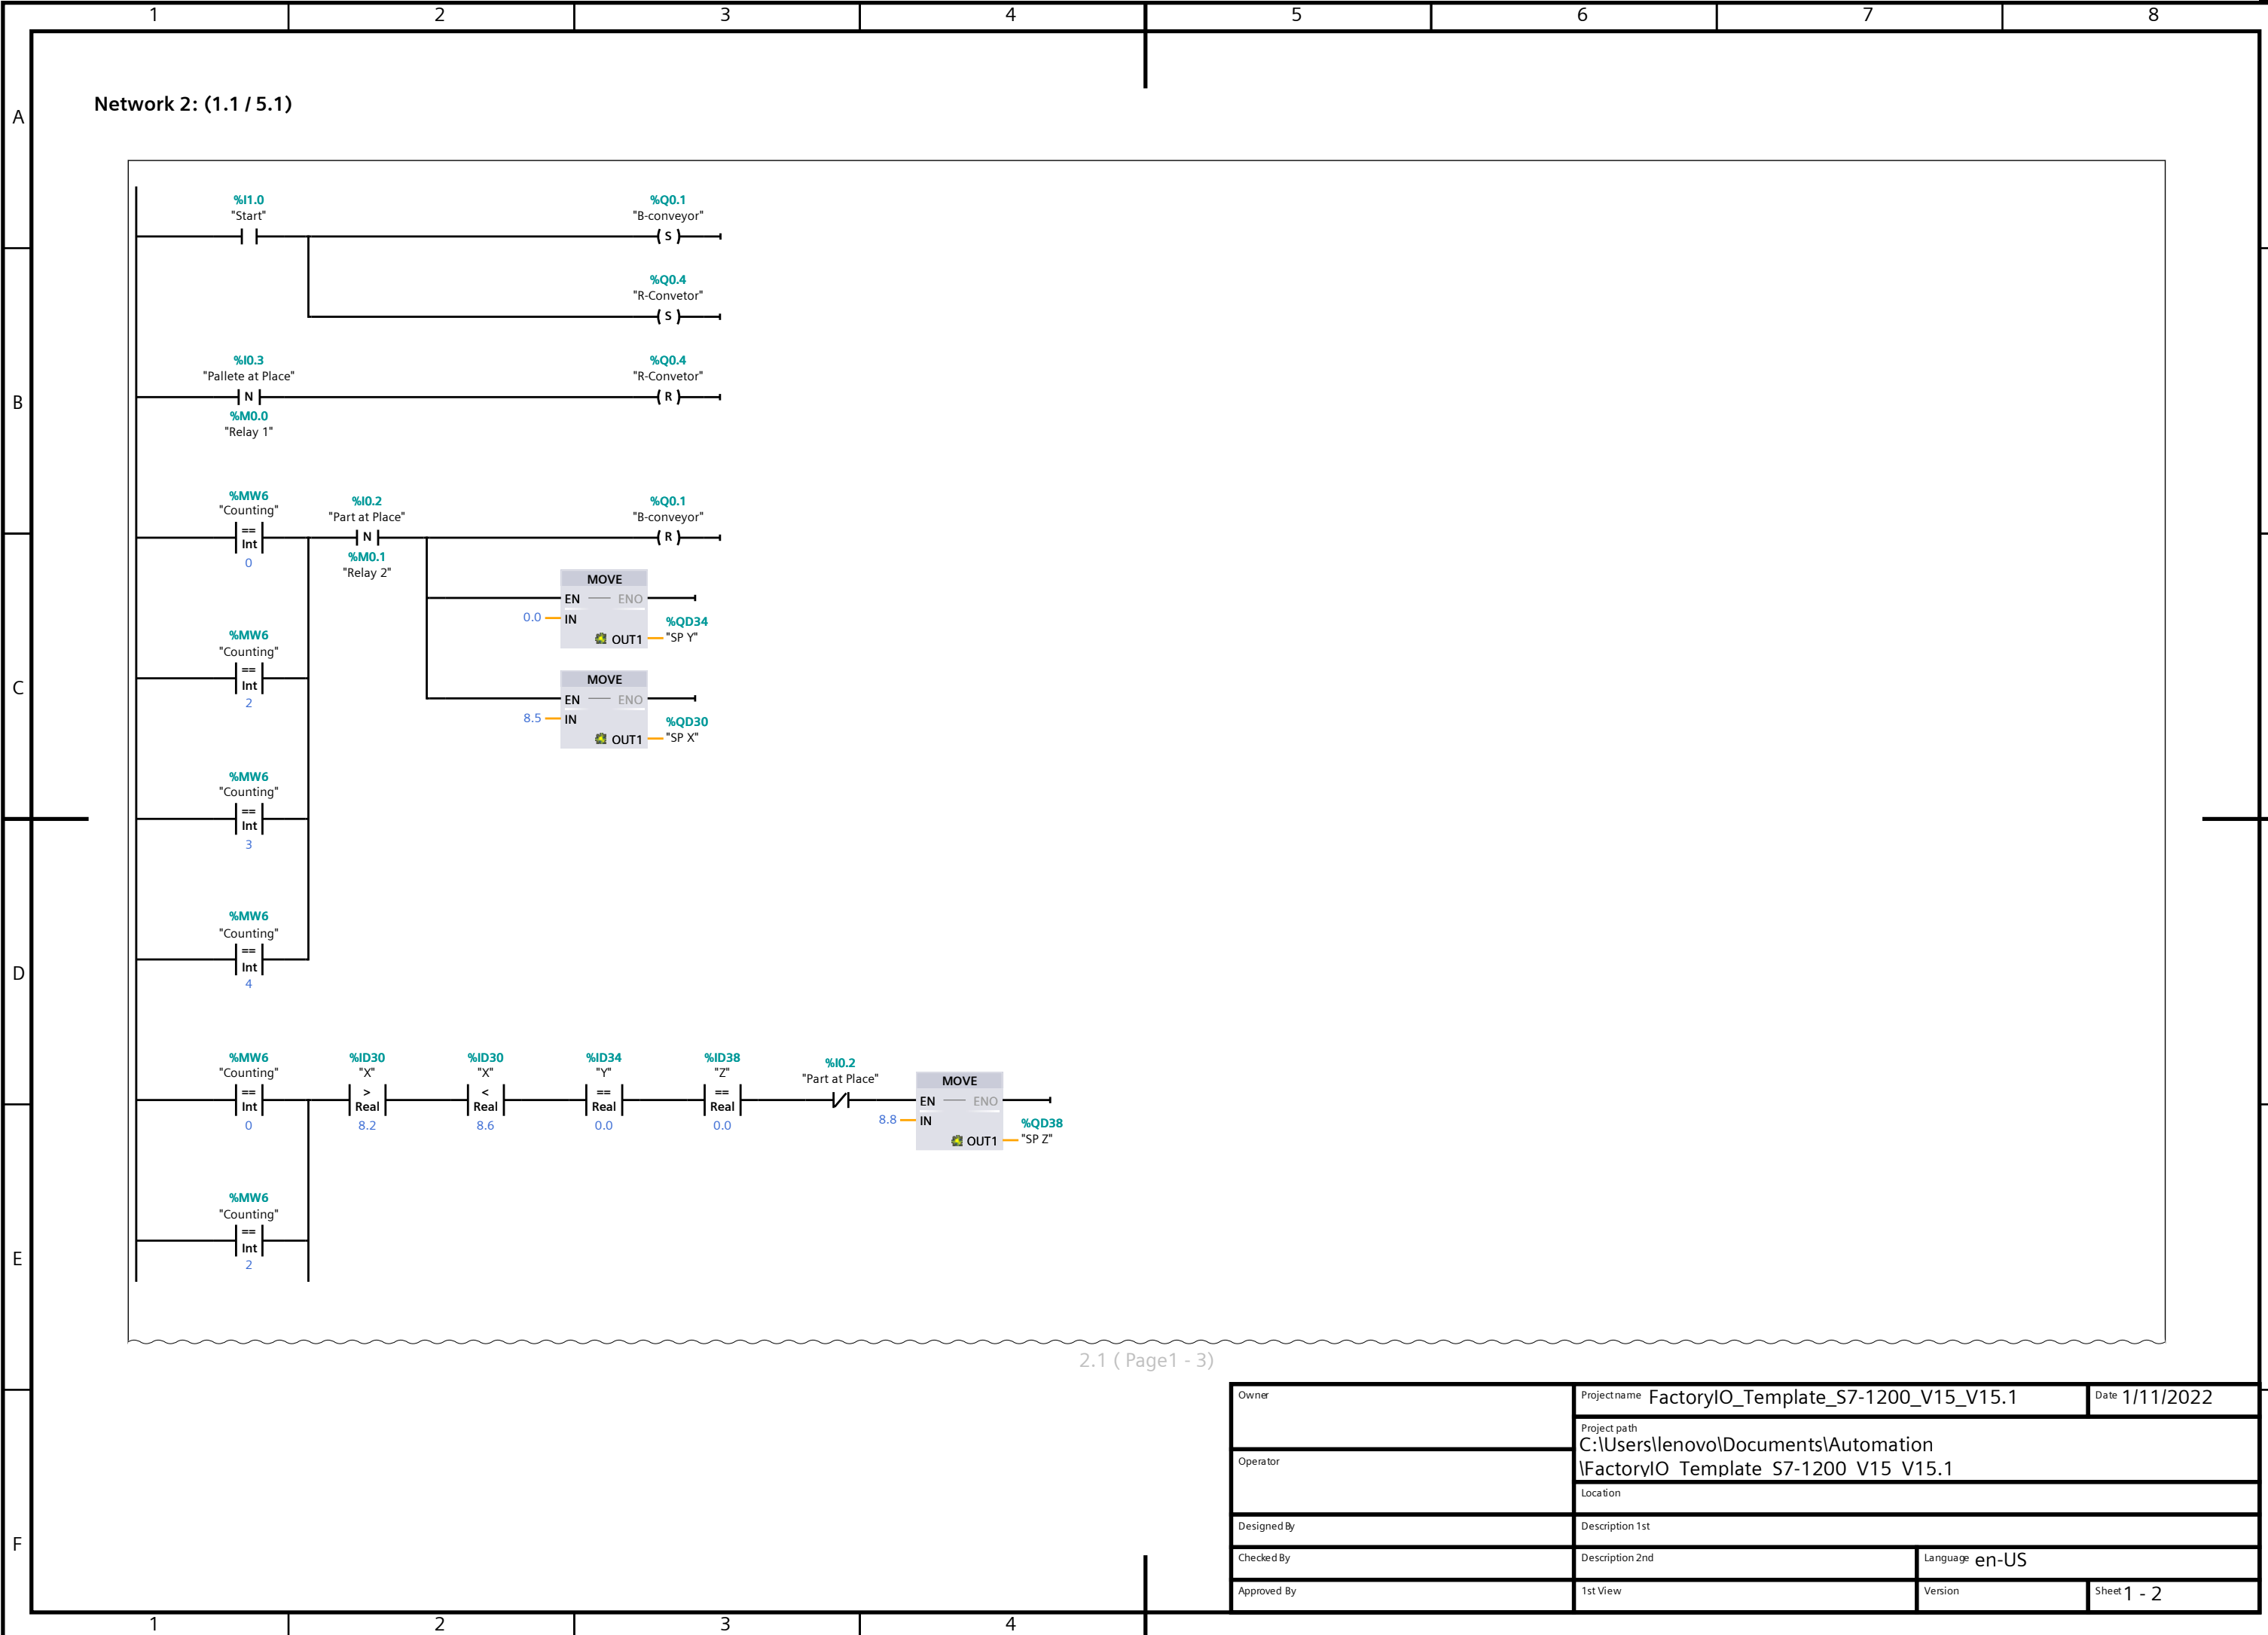 1 2 3 4 5 6 7 8
A
Network 2: (1.1 / 5.1)
%I1.0
"Start"
%Q0.1
"B-conveyor"
( S )
%Q0.4
"R-Convetor"
( S )
B
%I0.3
"Pallete at Place"
N
%M0.0
"Relay 1"
%Q0.4
"R-Convetor"
( R )
%MW6
"Counting"
==
Int
0
%I0.2
"Part at Place"
N
%M0.1
"Relay 2"
%Q0.1
"B-conveyor"
( R )
MOVE
EN ENO
0.0 IN
%QD34
OUT1 "SP Y"
C
%MW6
"Counting"
==
Int
2
MOVE
EN ENO
8.5 IN
%QD30
OUT1 "SP X"
%MW6
"Counting"
==
Int
3
D
%MW6
"Counting"
==
Int
4
%MW6
"Counting"
==
Int
0
%ID30
"X"
>
Real
8.2
%ID30
"X"
<
Real
8.6
%ID34
"Y"
==
Real
0.0
%ID38
"Z"
==
Real
0.0
%I0.2
"Part at Place"
MOVE
EN ENO
8.8 IN
%QD38
OUT1 "SP Z"
E
%MW6
"Counting"
==
Int
2
2.1 ( Page1 - 3)
F
Owner
Operator
Designed By
Checked By
Approved By
Project name FactoryIO_Template_S7-1200_V15_V15.1
Date 1/11/2022
Project path
C:\Users\lenovo\Documents\Automation
\FactoryIO_Template_S7-1200_V15_V15.1
Location
Description 1st
Description 2nd
Language en-US
1st View
Version
Sheet 1 - 2
1 2 3 4